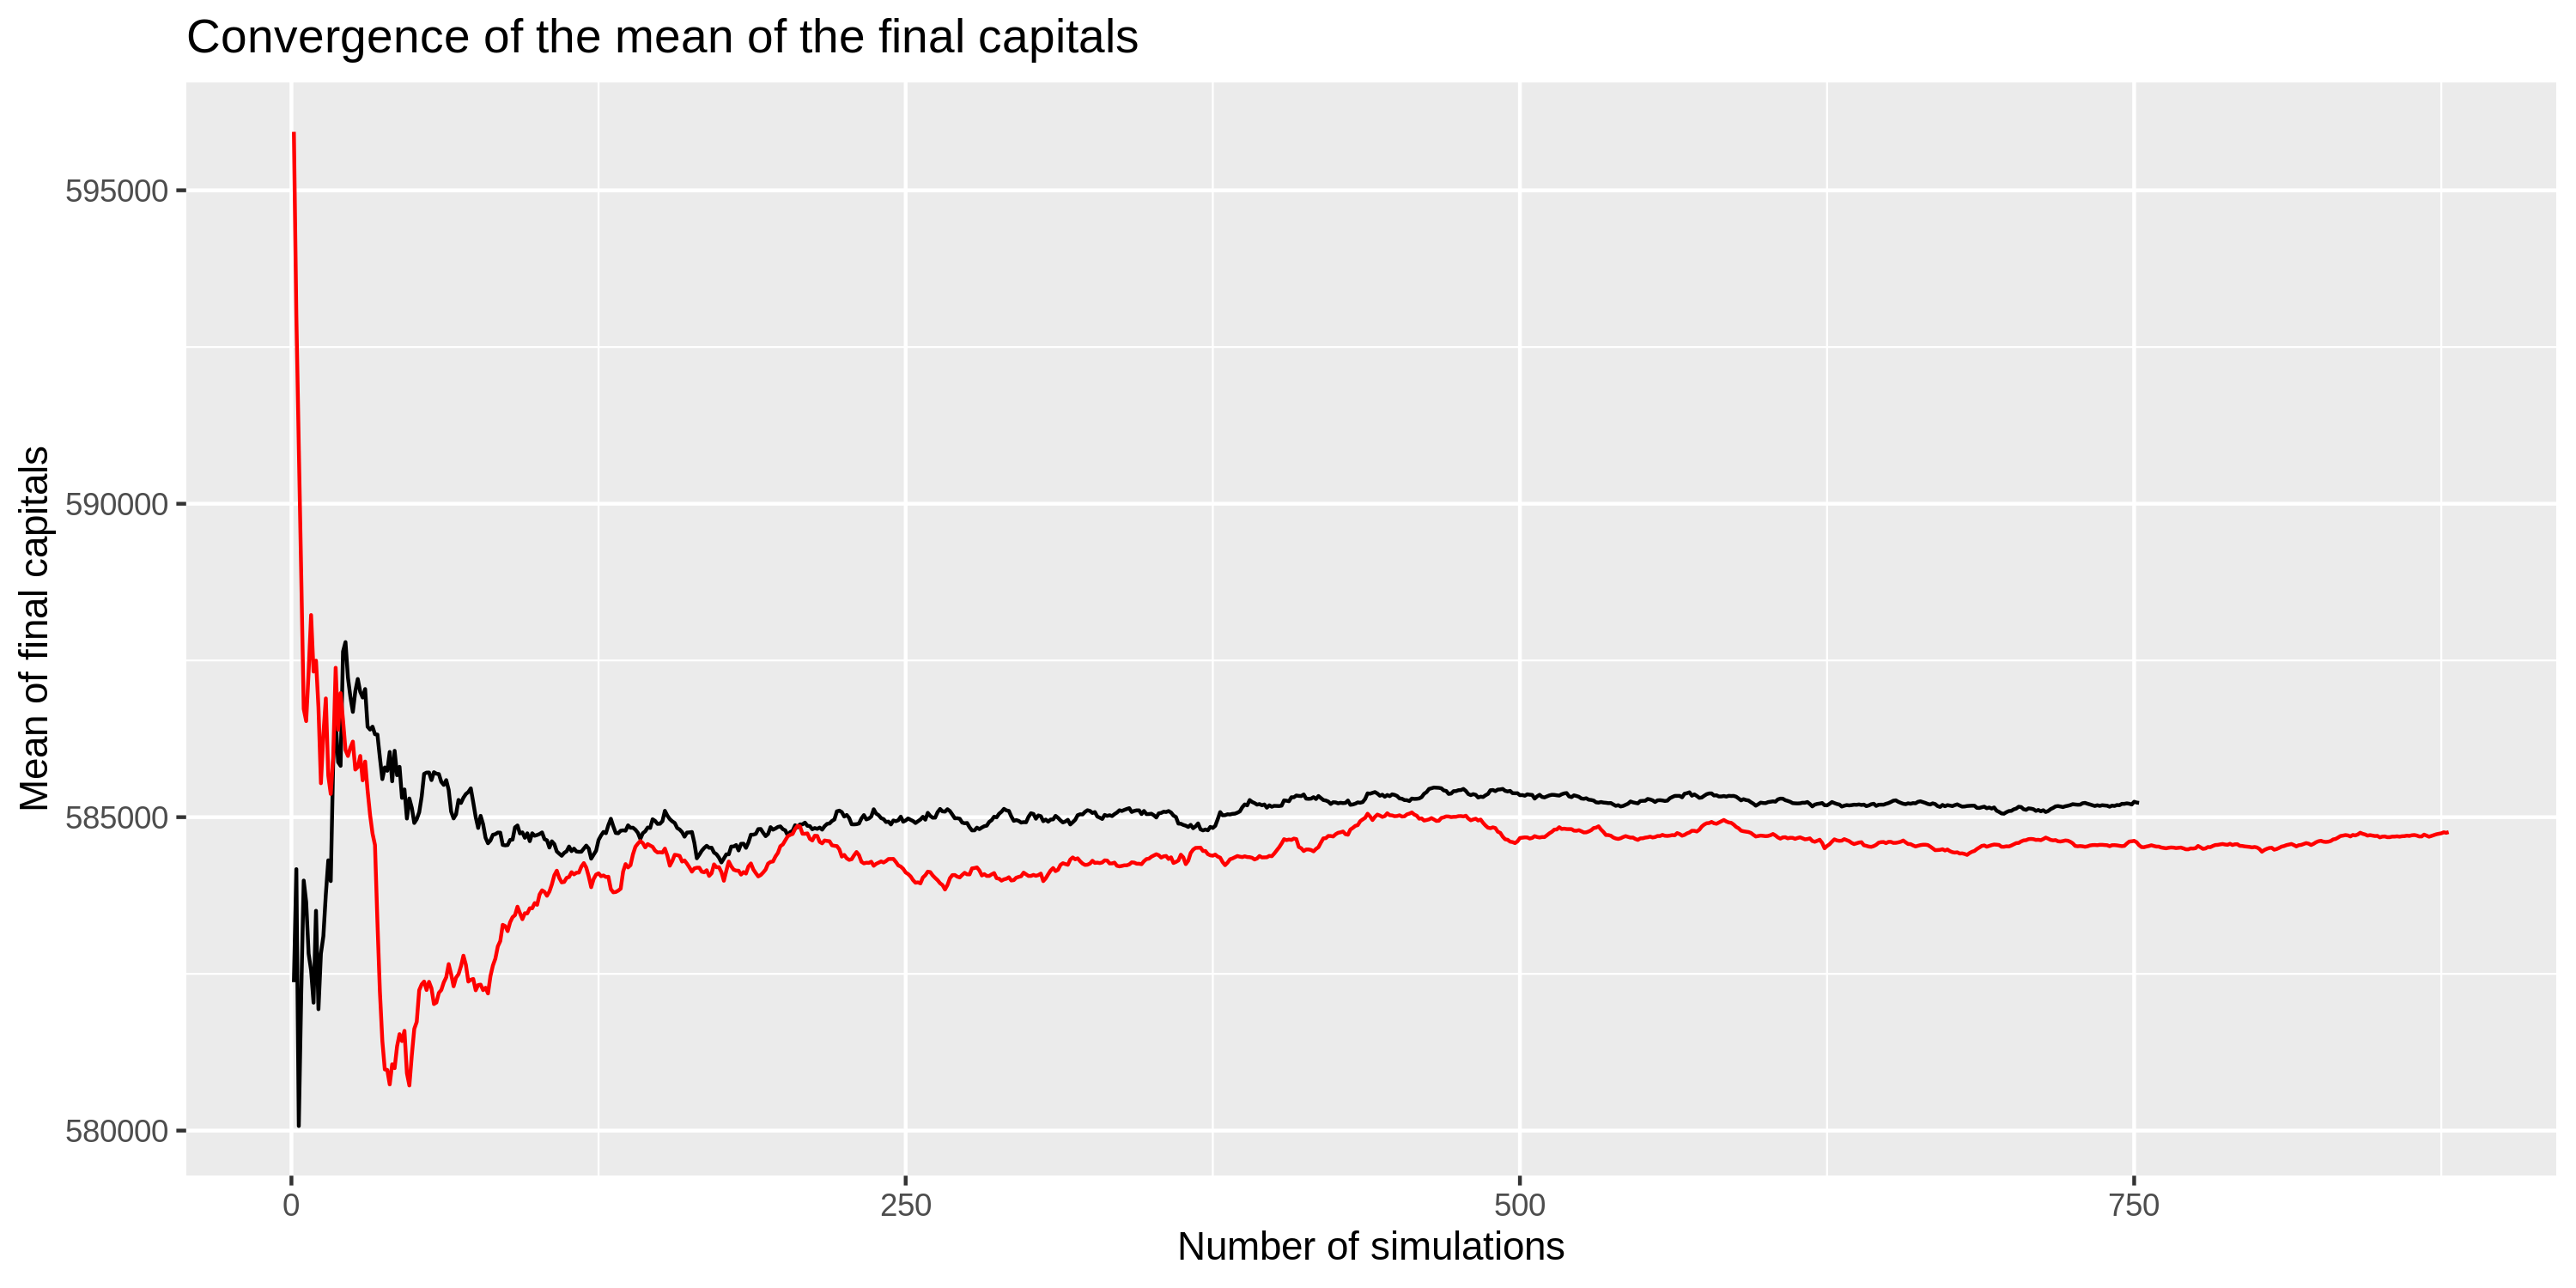 Convergence of the mean of the final capitals
Mean of final capitals
595000
590000
585000
580000
0 250 500 750
Number of simulations